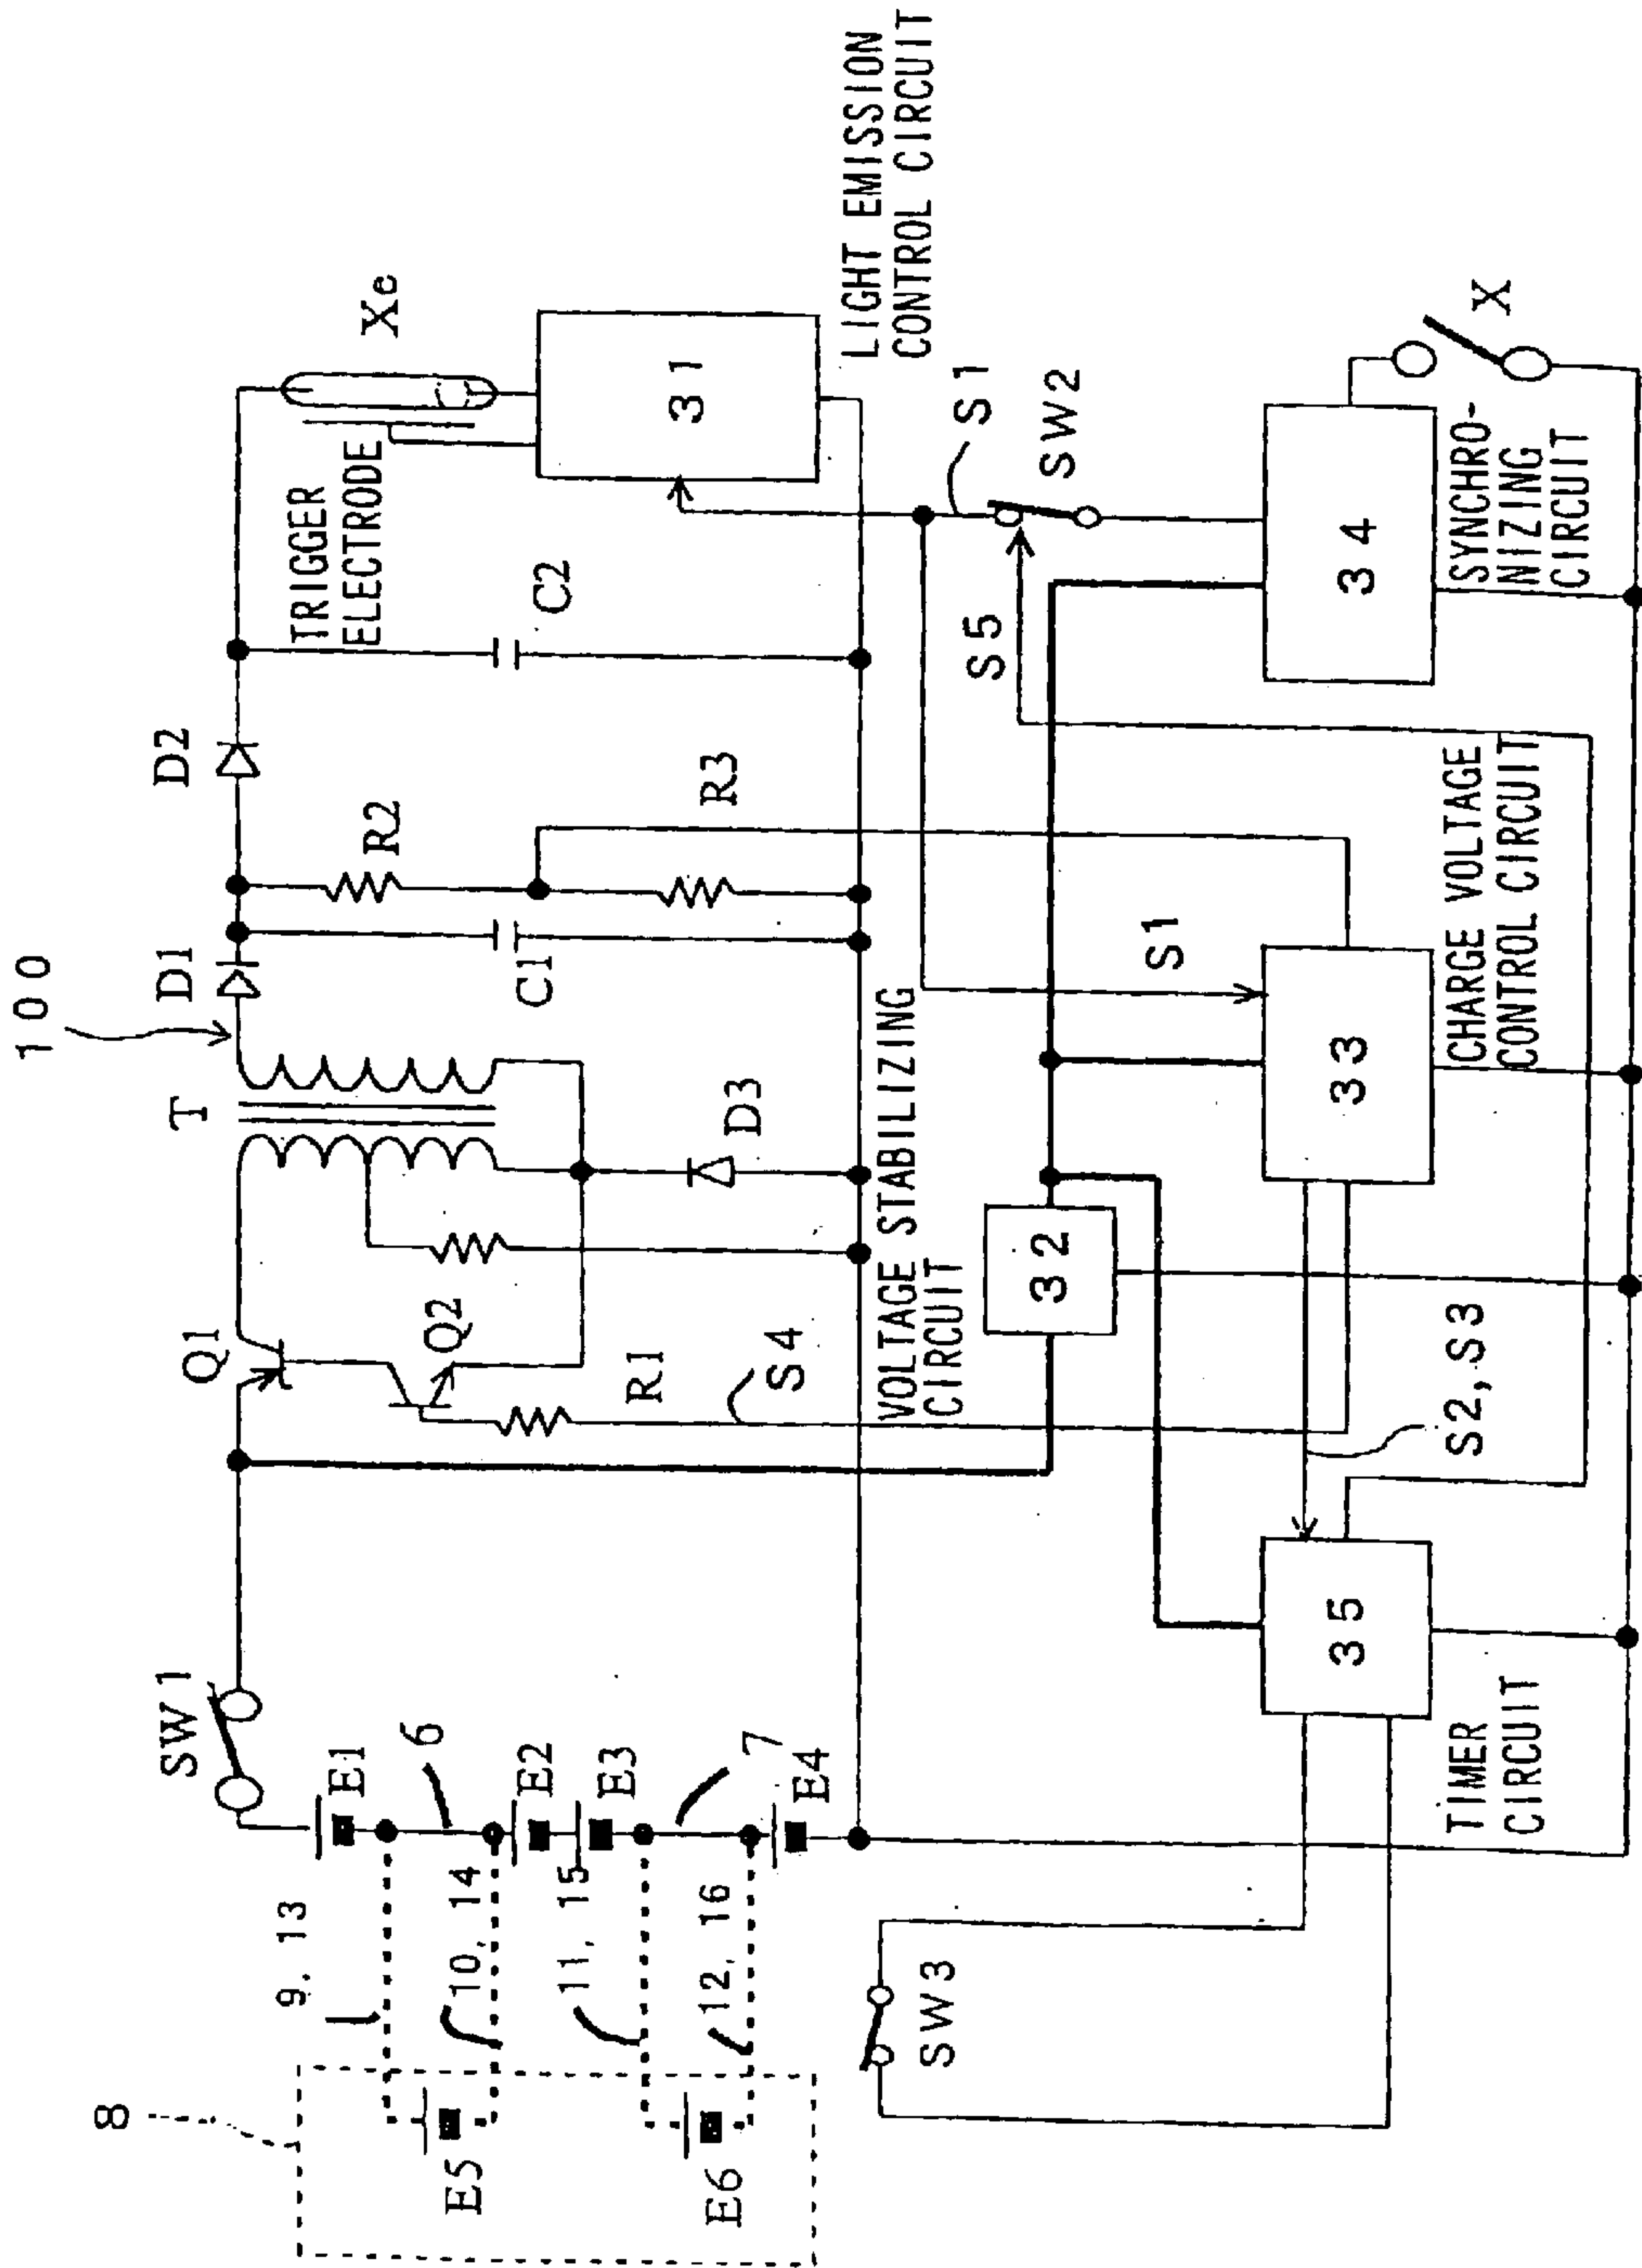 100
Q1
T
D1
D2
SW1
E1
6
E2
E3
7
E4
9, 13
10, 14
11, 15
12, 16
8
E5
E6
Q2
R1
S4
D3
C1
R2
R3
C2
TRIGGER
ELECTRODE
Xe
31
LIGHT EMISSION
CONTROL CIRCUIT
VOLTAGE STABILIZING
CIRCUIT
32
S1
S5
S1
SW2
SW3
35
TIMER
CIRCUIT
S2, S3
33
CHARGE VOLTAGE
CONTROL CIRCUIT
34
SYNCHRO-
NIZING
CIRCUIT
X